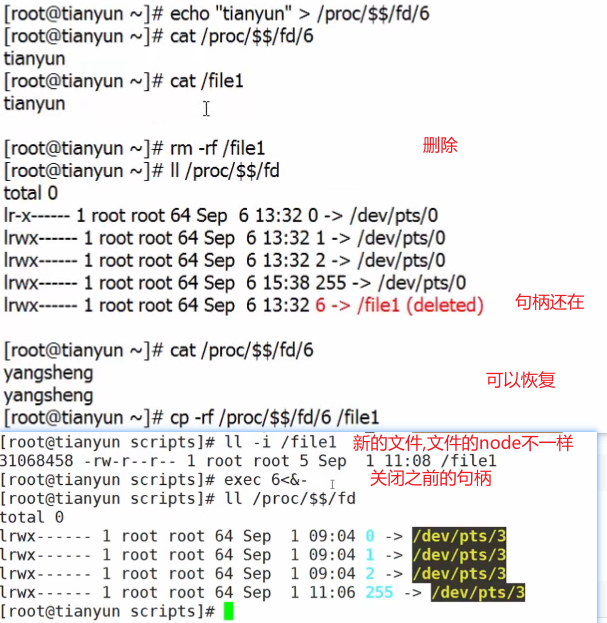 [root@tianyun ~]# echo "tianyun" > /proc/$$/fd/6
[root@tianyun ~]# cat /proc/$$/fd/6
tianyun
[root@tianyun ~]# cat /file1
tianyun
[root@tianyun ~]# rm -rf /file1 删除
[root@tianyun ~]# ll /proc/$$/fd
total 0
lr-x------ 1 root root 64 Sep  6 13:32 0 -> /dev/pts/0
lrwx------ 1 root root 64 Sep  6 13:32 1 -> /dev/pts/0
lrwx------ 1 root root 64 Sep  6 13:32 2 -> /dev/pts/0
lrwx------ 1 root root 64 Sep  6 15:38 255 -> /dev/pts/0
lrwx------ 1 root root 64 Sep  6 13:32 6 -> /file1 (deleted) 句柄还在
[root@tianyun ~]# cat /proc/$$/fd/6
yangsheng
yangsheng 可以恢复
[root@tianyun ~]# cp -rf /proc/$$/fd/6 /file1
[root@tianyun scripts]# ll -i /file1 新的文件,文件的node不一样
31068458 -rw-r--r-- 1 root root 5 Sep  1 11:08 /file1
[root@tianyun scripts]# exec 6<&- 关闭之前的句柄
[root@tianyun scripts]# ll /proc/$$/fd
total 0
lrwx------ 1 root root 64 Sep  1 09:04 0 -> /dev/pts/3
lrwx------ 1 root root 64 Sep  1 09:04 1 -> /dev/pts/3
lrwx------ 1 root root 64 Sep  1 09:04 2 -> /dev/pts/3
lrwx------ 1 root root 64 Sep  1 11:06 255 -> /dev/pts/3
[root@tianyun scripts]#